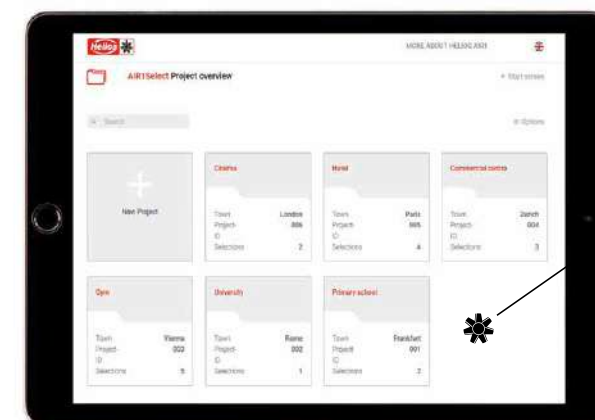 Helios
MORE ABOUT HELIOS AIR1
AIR1Select Project overview
Start screen
Search
Options
New Project
Cinema
Town London
Project- 006
ID
Selections 2
Hotel
Town Paris
Project- 005
ID
Selections 4
Commercial centre
Town Zurich
Project- 004
ID
Selections 3
Gym
Town Vienna
Project- 003
ID
Selections 5
University
Town Rome
Project- 002
ID
Selections 1
Primary school
Town Frankfurt
Project- 001
ID
Selections 2